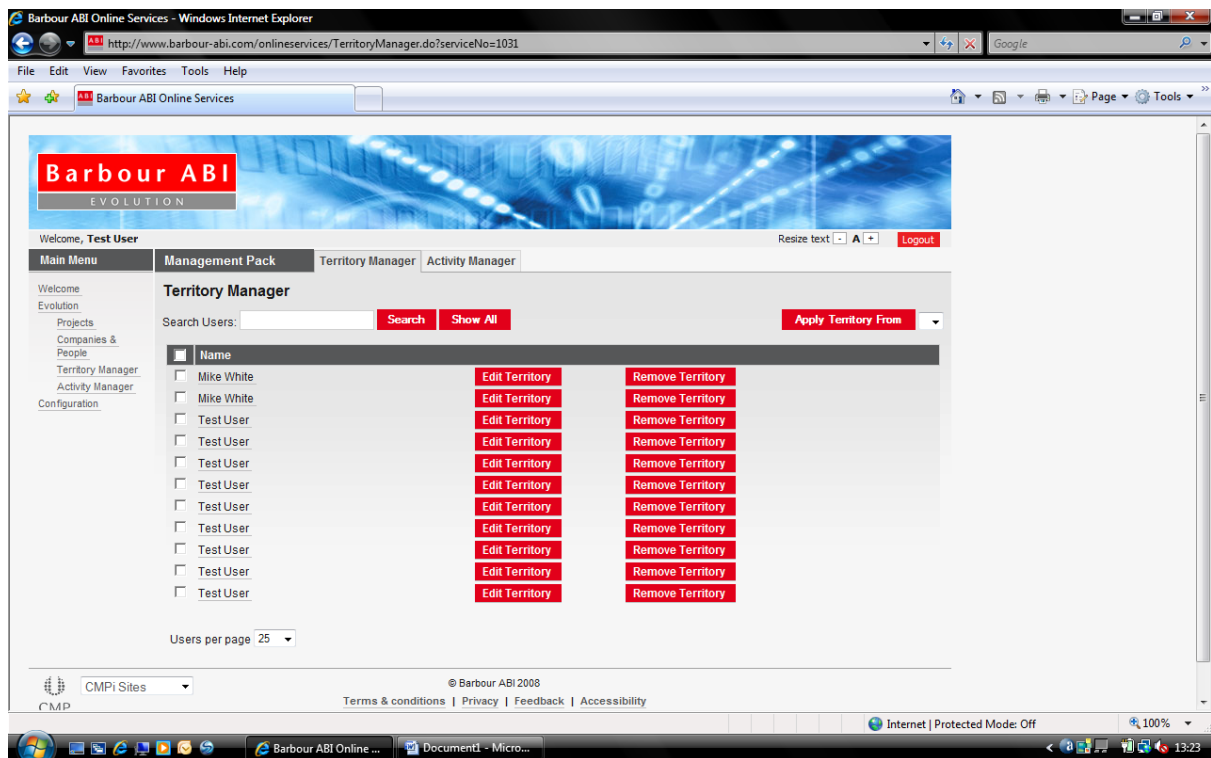 Barbour ABI Online Services - Windows Internet Explorer
ABI http://www.barbour-abi.com/onlineservices/TerritoryManager.do?serviceNo=1031 Google
File Edit View Favorites Tools Help
ABI Barbour ABI Online Services Page Tools
Barbour ABI
EVOLUTION
Welcome, Test User Resize text - A + Logout
Main Menu Management Pack Territory Manager Activity Manager
Welcome
Evolution
Projects
Companies &
People
Territory Manager
Activity Manager
Configuration
Territory Manager
Search Users: Search Show All Apply Territory From
Name
Mike White Edit Territory Remove Territory
Mike White Edit Territory Remove Territory
Test User Edit Territory Remove Territory
Test User Edit Territory Remove Territory
Test User Edit Territory Remove Territory
Test User Edit Territory Remove Territory
Test User Edit Territory Remove Territory
Test User Edit Territory Remove Territory
Test User Edit Territory Remove Territory
Test User Edit Territory Remove Territory
Test User Edit Territory Remove Territory
Users per page 25
CMPi Sites © Barbour ABI 2008
CMP Terms & conditions | Privacy | Feedback | Accessibility
Internet | Protected Mode: Off 100%
Barbour ABI Online ... Document1 - Micro... 13:23